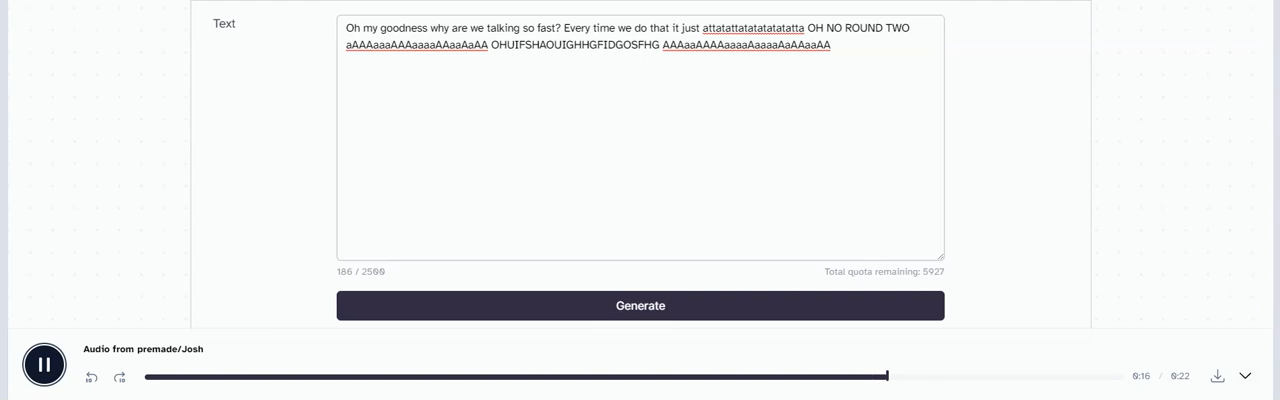 Text
Oh my goodness why are we talking so fast? Every time we do that it just attatattatatatatatatta OH NO ROUND TWO
aAAAaaaAAAaaaaAAaaAaAA OHUIFSHAOUIGHHGFIDGOSFHG AAAaaAAAAaaaaAaaaaAaAAaaAA
186 / 2500
Total quota remaining: 5927
Generate
Audio from premade/Josh
10
10
0:16 / 0:22